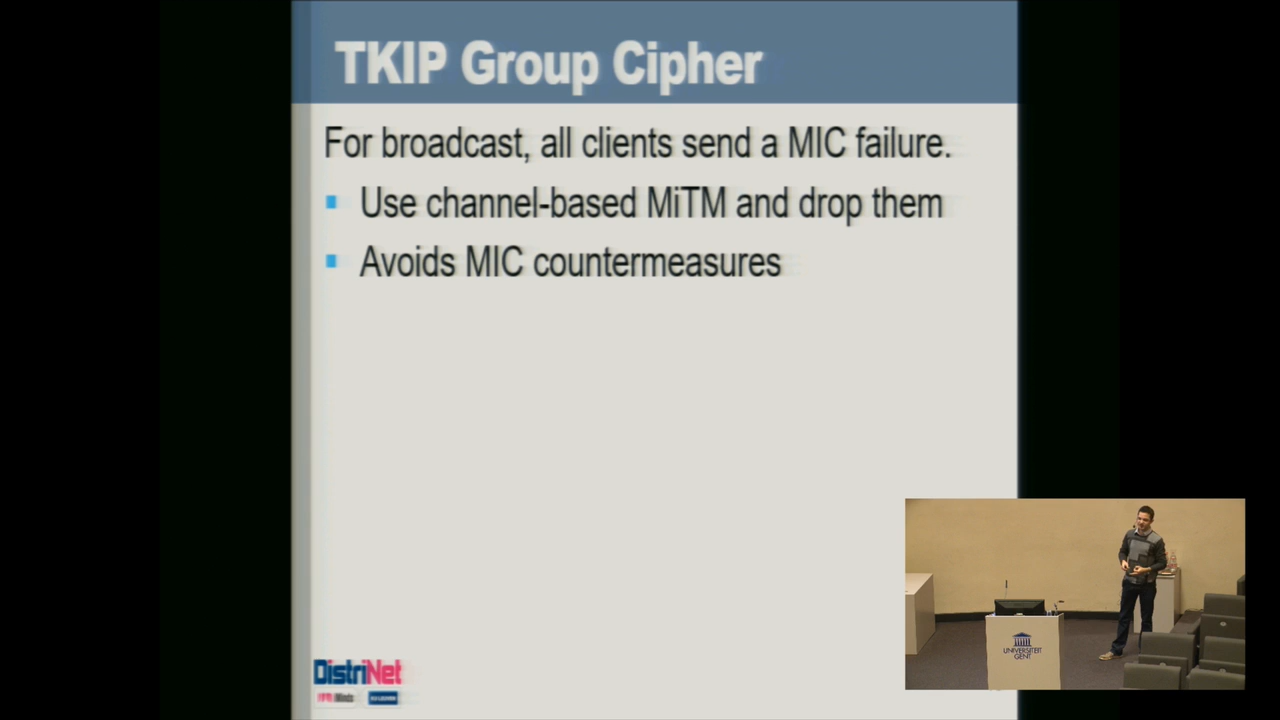 TKIP Group Cipher
For broadcast, all clients send a MIC failure.
Use channel-based MiTM and drop them
Avoids MIC countermeasures
DistriNet
UNIVERSITEIT
GENT